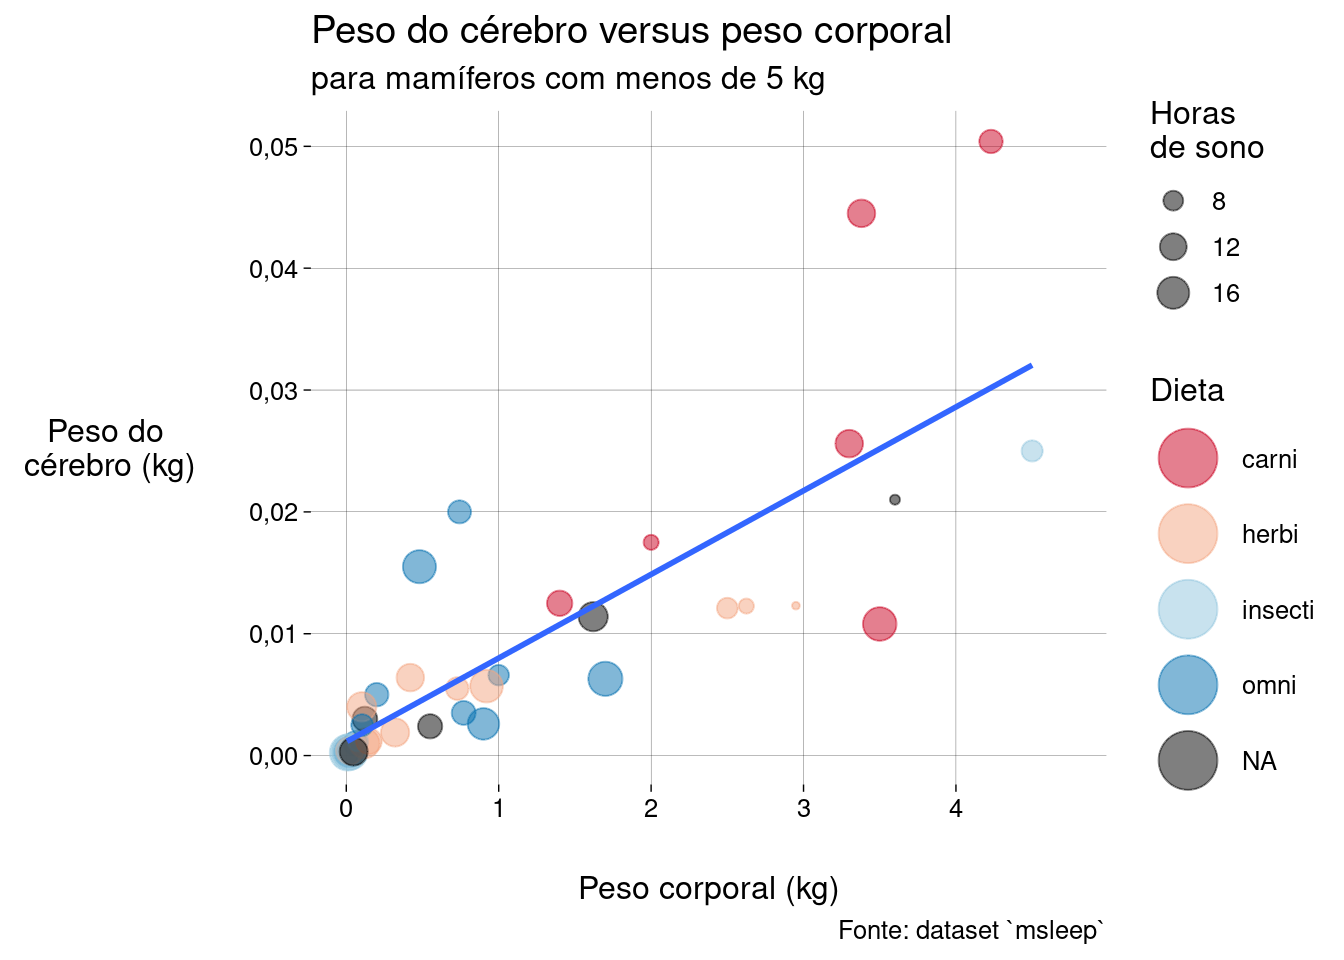 Peso do cérebro versus peso corporal
para mamíferos com menos de 5 kg
Peso do
cérebro (kg)
0,05
0,04
0,03
0,02
0,01
0,00
0
1
2
3
4
Peso corporal (kg)
Fonte: dataset `msleep`
Horas
de sono
8
12
16
Dieta
carni
herbi
insecti
omni
NA